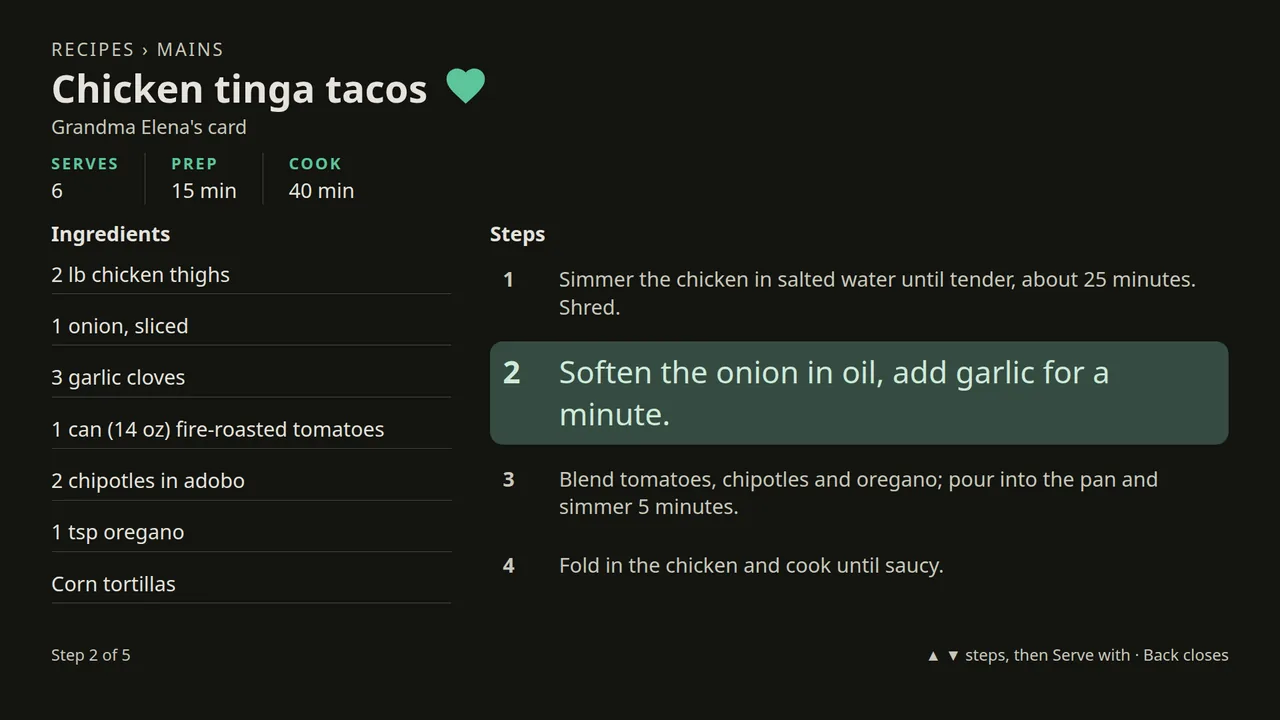 RECIPES › MAINS
Chicken tinga tacos
Grandma Elena's card
SERVES
6
PREP
15 min
COOK
40 min
Ingredients
2 lb chicken thighs
1 onion, sliced
3 garlic cloves
1 can (14 oz) fire-roasted tomatoes
2 chipotles in adobo
1 tsp oregano
Corn tortillas
Steps
1 Simmer the chicken in salted water until tender, about 25 minutes.
Shred.
2 Soften the onion in oil, add garlic for a
minute.
3 Blend tomatoes, chipotles and oregano; pour into the pan and
simmer 5 minutes.
4 Fold in the chicken and cook until saucy.
Step 2 of 5
▲ ▼ steps, then Serve with · Back closes